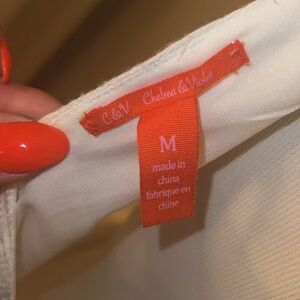 C&V Chelsea & Violet
M
made in
china
fabriqué en
chine